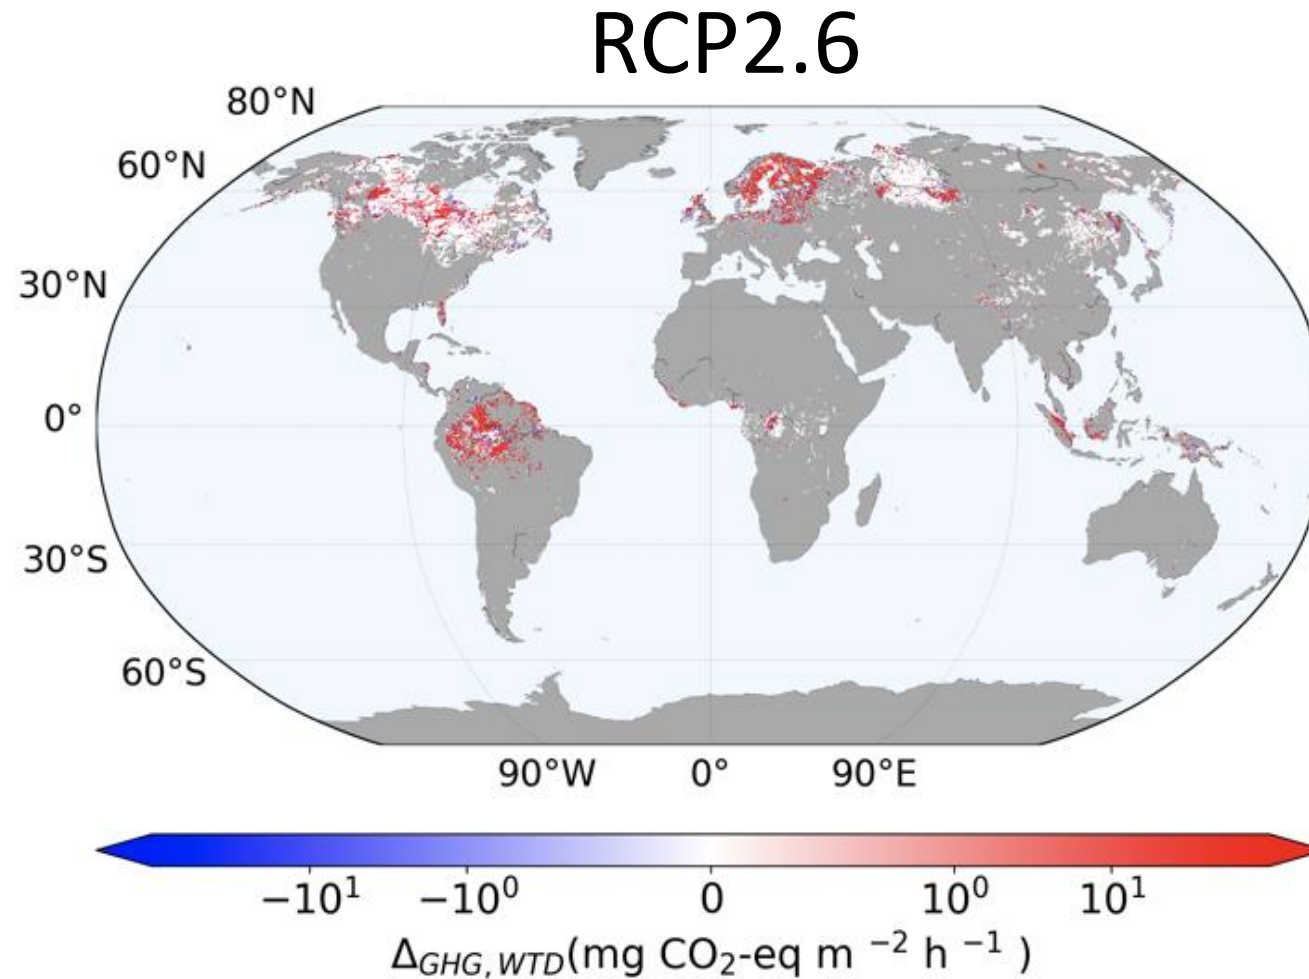 RCP2.6
80°N
60°N
30°N
0°
30°S
60°S
90°W 0° 90°E
−10¹ −10⁰ 0 10⁰ 10¹
Δ_GHG,WTD(mg CO₂-eq m ⁻² h ⁻¹ )